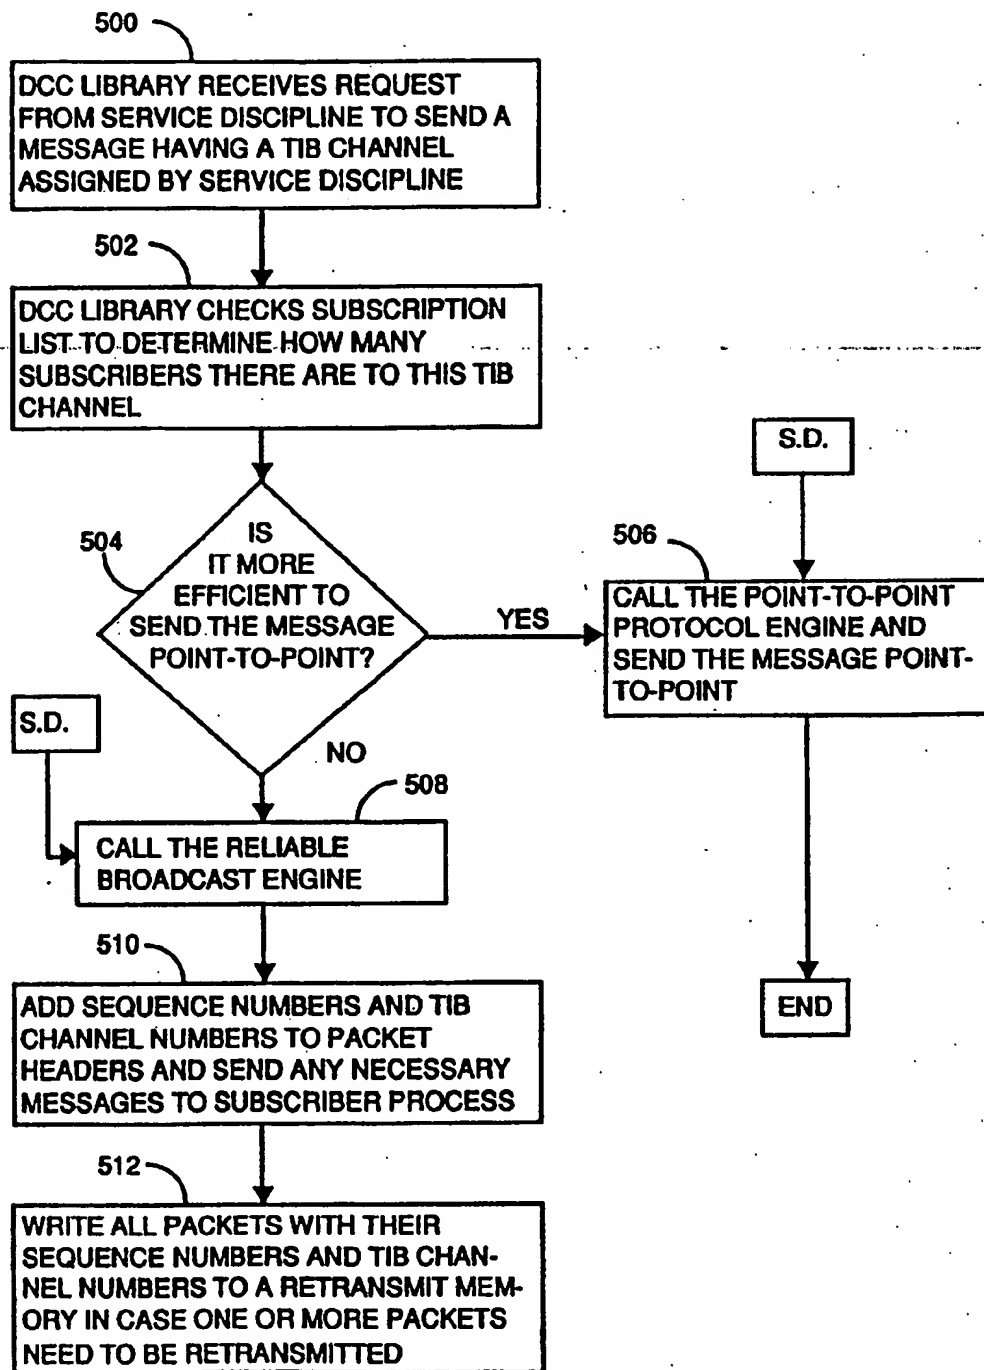 500
DCC LIBRARY RECEIVES REQUEST
FROM SERVICE DISCIPLINE TO SEND A
MESSAGE HAVING A TIB CHANNEL
ASSIGNED BY SERVICE DISCIPLINE
502
DCC LIBRARY CHECKS SUBSCRIPTION
LIST TO DETERMINE HOW MANY
SUBSCRIBERS THERE ARE TO THIS TIB
CHANNEL
S.D.
504
IS
IT MORE
EFFICIENT TO
SEND THE MESSAGE
POINT-TO-POINT?
YES
506
CALL THE POINT-TO-POINT
PROTOCOL ENGINE AND
SEND THE MESSAGE POINT-
TO-POINT
S.D.
NO
508
CALL THE RELIABLE
BROADCAST ENGINE
510
ADD SEQUENCE NUMBERS AND TIB
CHANNEL NUMBERS TO PACKET
HEADERS AND SEND ANY NECESSARY
MESSAGES TO SUBSCRIBER PROCESS
END
512
WRITE ALL PACKETS WITH THEIR
SEQUENCE NUMBERS AND TIB CHAN-
NEL NUMBERS TO A RETRANSMIT MEM-
ORY IN CASE ONE OR MORE PACKETS
NEED TO BE RETRANSMITTED